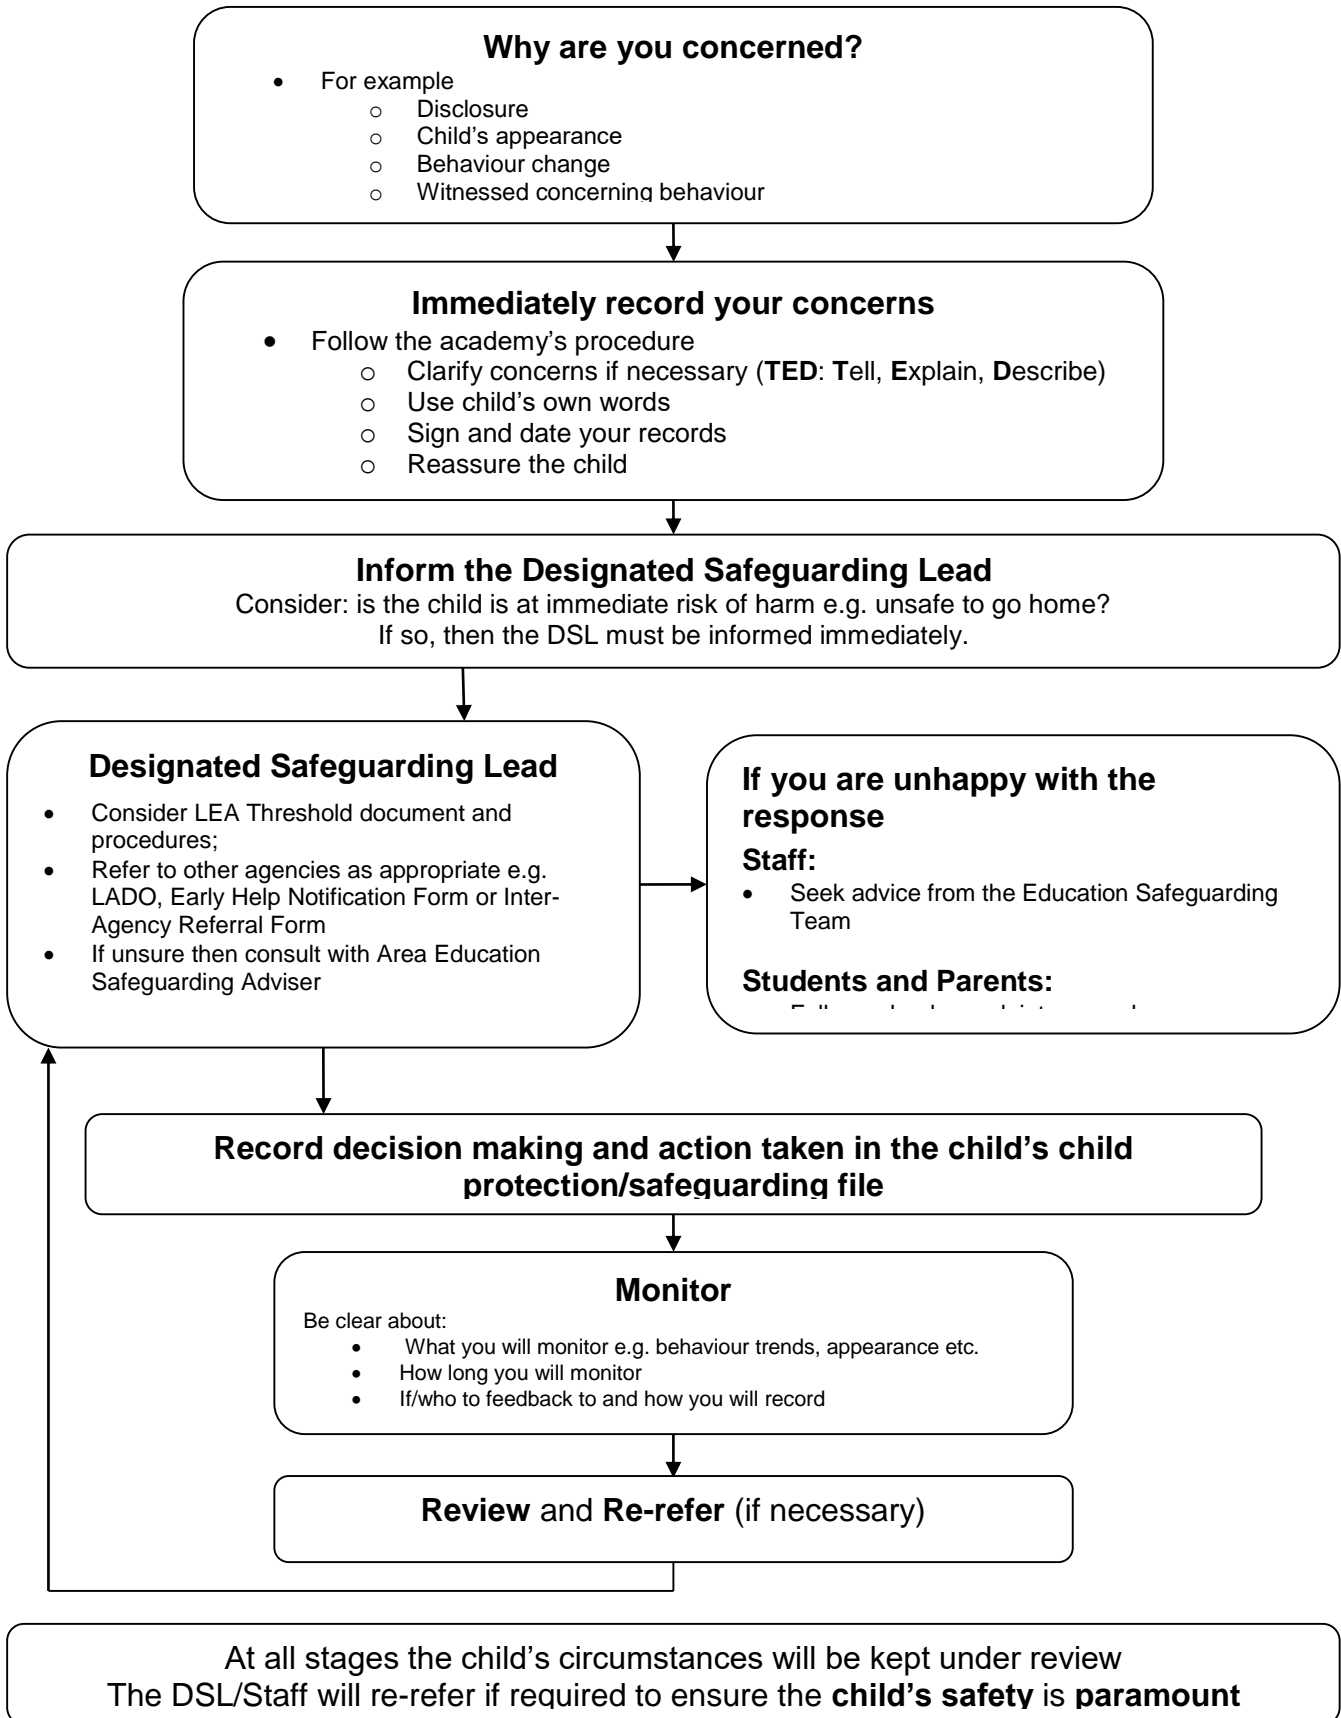 Why are you concerned?
• For example
o Disclosure
o Child's appearance
o Behaviour change
o Witnessed concerning behaviour
Immediately record your concerns
• Follow the academy's procedure
o Clarify concerns if necessary (TED: Tell, Explain, Describe)
o Use child's own words
o Sign and date your records
o Reassure the child
Inform the Designated Safeguarding Lead
Consider: is the child is at immediate risk of harm e.g. unsafe to go home?
If so, then the DSL must be informed immediately.
Designated Safeguarding Lead
• Consider LEA Threshold document and
procedures;
• Refer to other agencies as appropriate e.g.
LADO, Early Help Notification Form or Inter-
Agency Referral Form
• If unsure then consult with Area Education
Safeguarding Adviser
If you are unhappy with the
response
Staff:
• Seek advice from the Education Safeguarding
Team
Students and Parents:
Record decision making and action taken in the child's child
protection/safeguarding file
Monitor
Be clear about:
• What you will monitor e.g. behaviour trends, appearance etc.
• How long you will monitor
• If/who to feedback to and how you will record
Review and Re-refer (if necessary)
At all stages the child's circumstances will be kept under review
The DSL/Staff will re-refer if required to ensure the child's safety is paramount